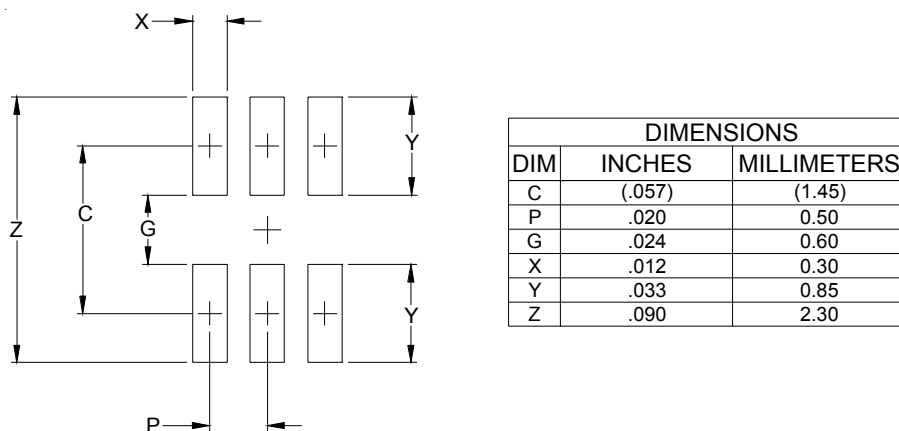 X
Y
Z
C
G
Y
P
DIMENSIONS
DIM INCHES MILLIMETERS
C (.057) (1.45)
P .020 0.50
G .024 0.60
X .012 0.30
Y .033 0.85
Z .090 2.30